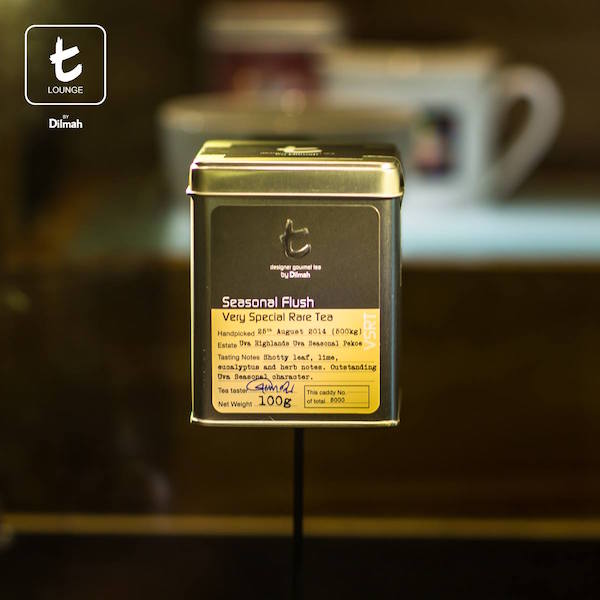 t
LOUNGE
BY
Dilmah
t
designer gourmet tea
by Dilmah
Seasonal Flush
Very Special Rare Tea
VSRT
Handpicked 25th August 2014 (500kg)
Estate Uva Highlands Uva Seasonal Pekoe
Tasting Notes Shotty leaf, lime,
eucalyptus and herb notes. Outstanding
Uva Seasonal character.
Tea taster
Net Weight 100g
This caddy No.
of total 5000